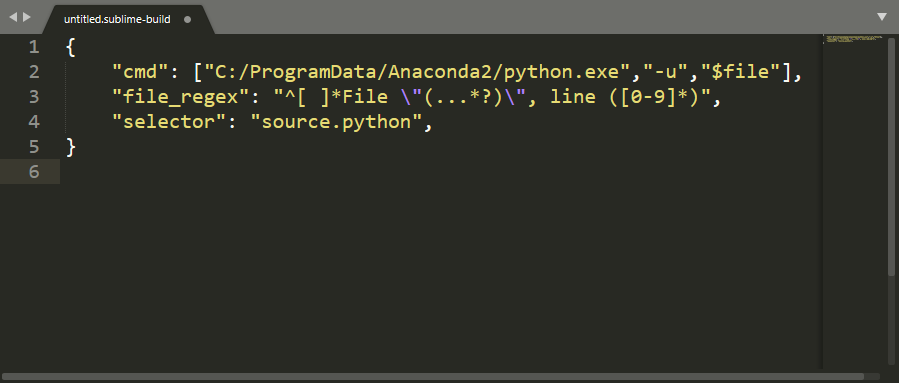 untitled.sublime-build
1 {
2 "cmd": ["C:/ProgramData/Anaconda2/python.exe","-u","$file"],
3 "file_regex": "^[ ]*File \"(...*?)\", line ([0-9]*)",
4 "selector": "source.python",
5 }
6